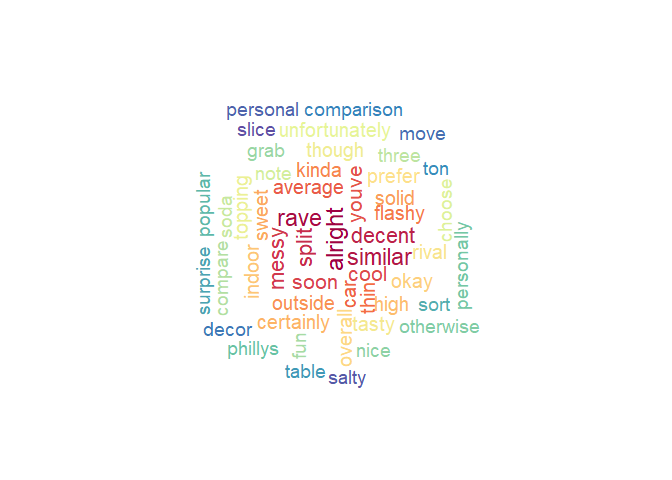 personal comparison
slice unfortunately move
grab though three
note kinda prefer ton
average youve solid
popular soda topping sweet flashy choose
rave alright decent rival personally
messy split similar
surprise compare indoor soon cool okay
car thin high sort
outside
decor certainly overall tasty otherwise
phillys fun nice
table salty